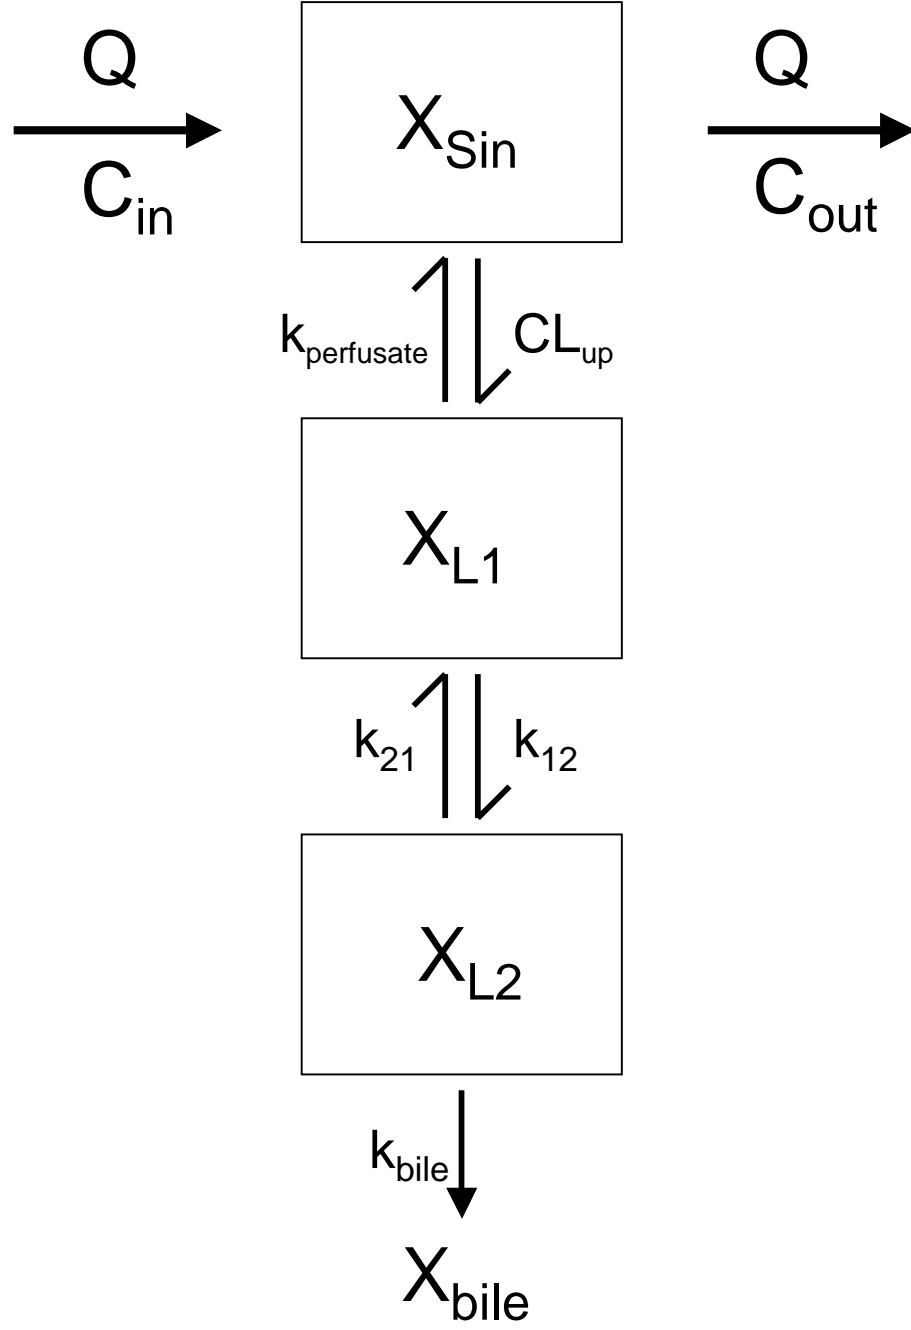 Q
Q
X_Sin
C_in
C_out
k_perfusate
CL_up
X_L1
k_21
k_12
X_L2
k_bile
X_bile